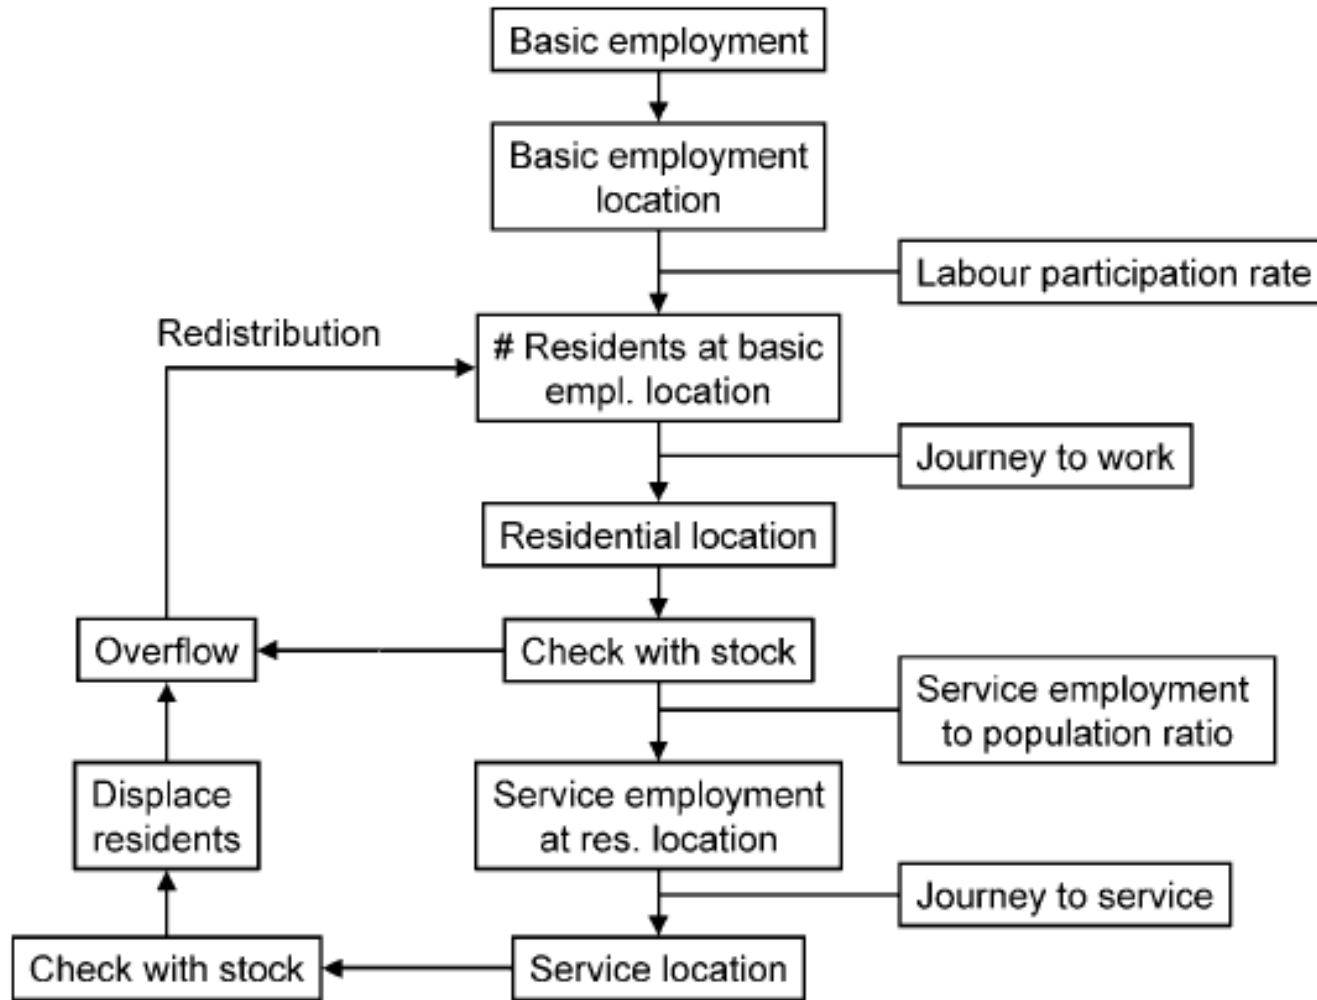 Basic employment
Basic employment
location
Labour participation rate
Redistribution
# Residents at basic
empl. location
Journey to work
Residential location
Overflow
Check with stock
Service employment
to population ratio
Displace
residents
Service employment
at res. location
Journey to service
Check with stock
Service location